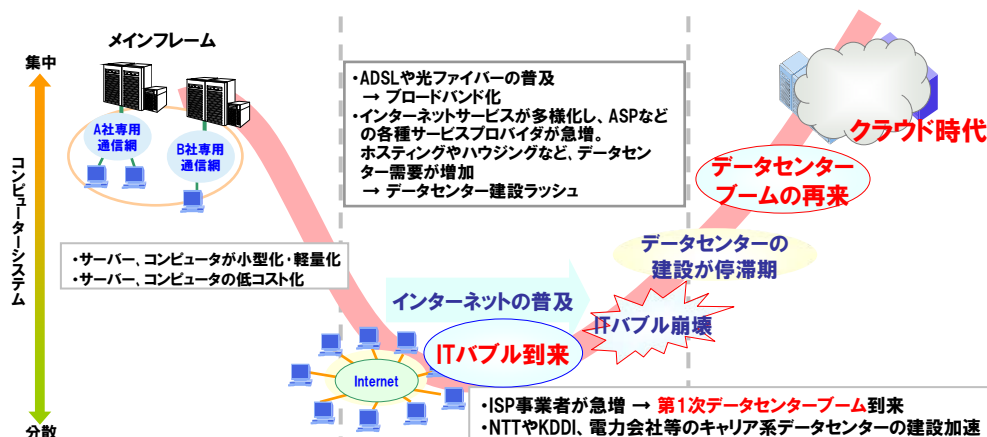 メインフレーム
集中
A社専用
通信網
B社専用
通信網
コンピューターシステム
・ADSLや光ファイバーの普及
→ ブロードバンド化
・インターネットサービスが多様化し、ASPなど
の各種サービスプロバイダが急増。
ホスティングやハウジングなど、データセン
ター需要が増加
→ データセンター建設ラッシュ
クラウド時代
データセンター
ブームの再来
・サーバー、コンピュータが小型化・軽量化
・サーバー、コンピュータの低コスト化
データセンターの
建設が停滞期
インターネットの普及
ITバブル崩壊
ITバブル到来
Internet
・ISP事業者が急増 → 第1次データセンターブーム到来
・NTTやKDDI、電力会社等のキャリア系データセンターの建設加速
分散